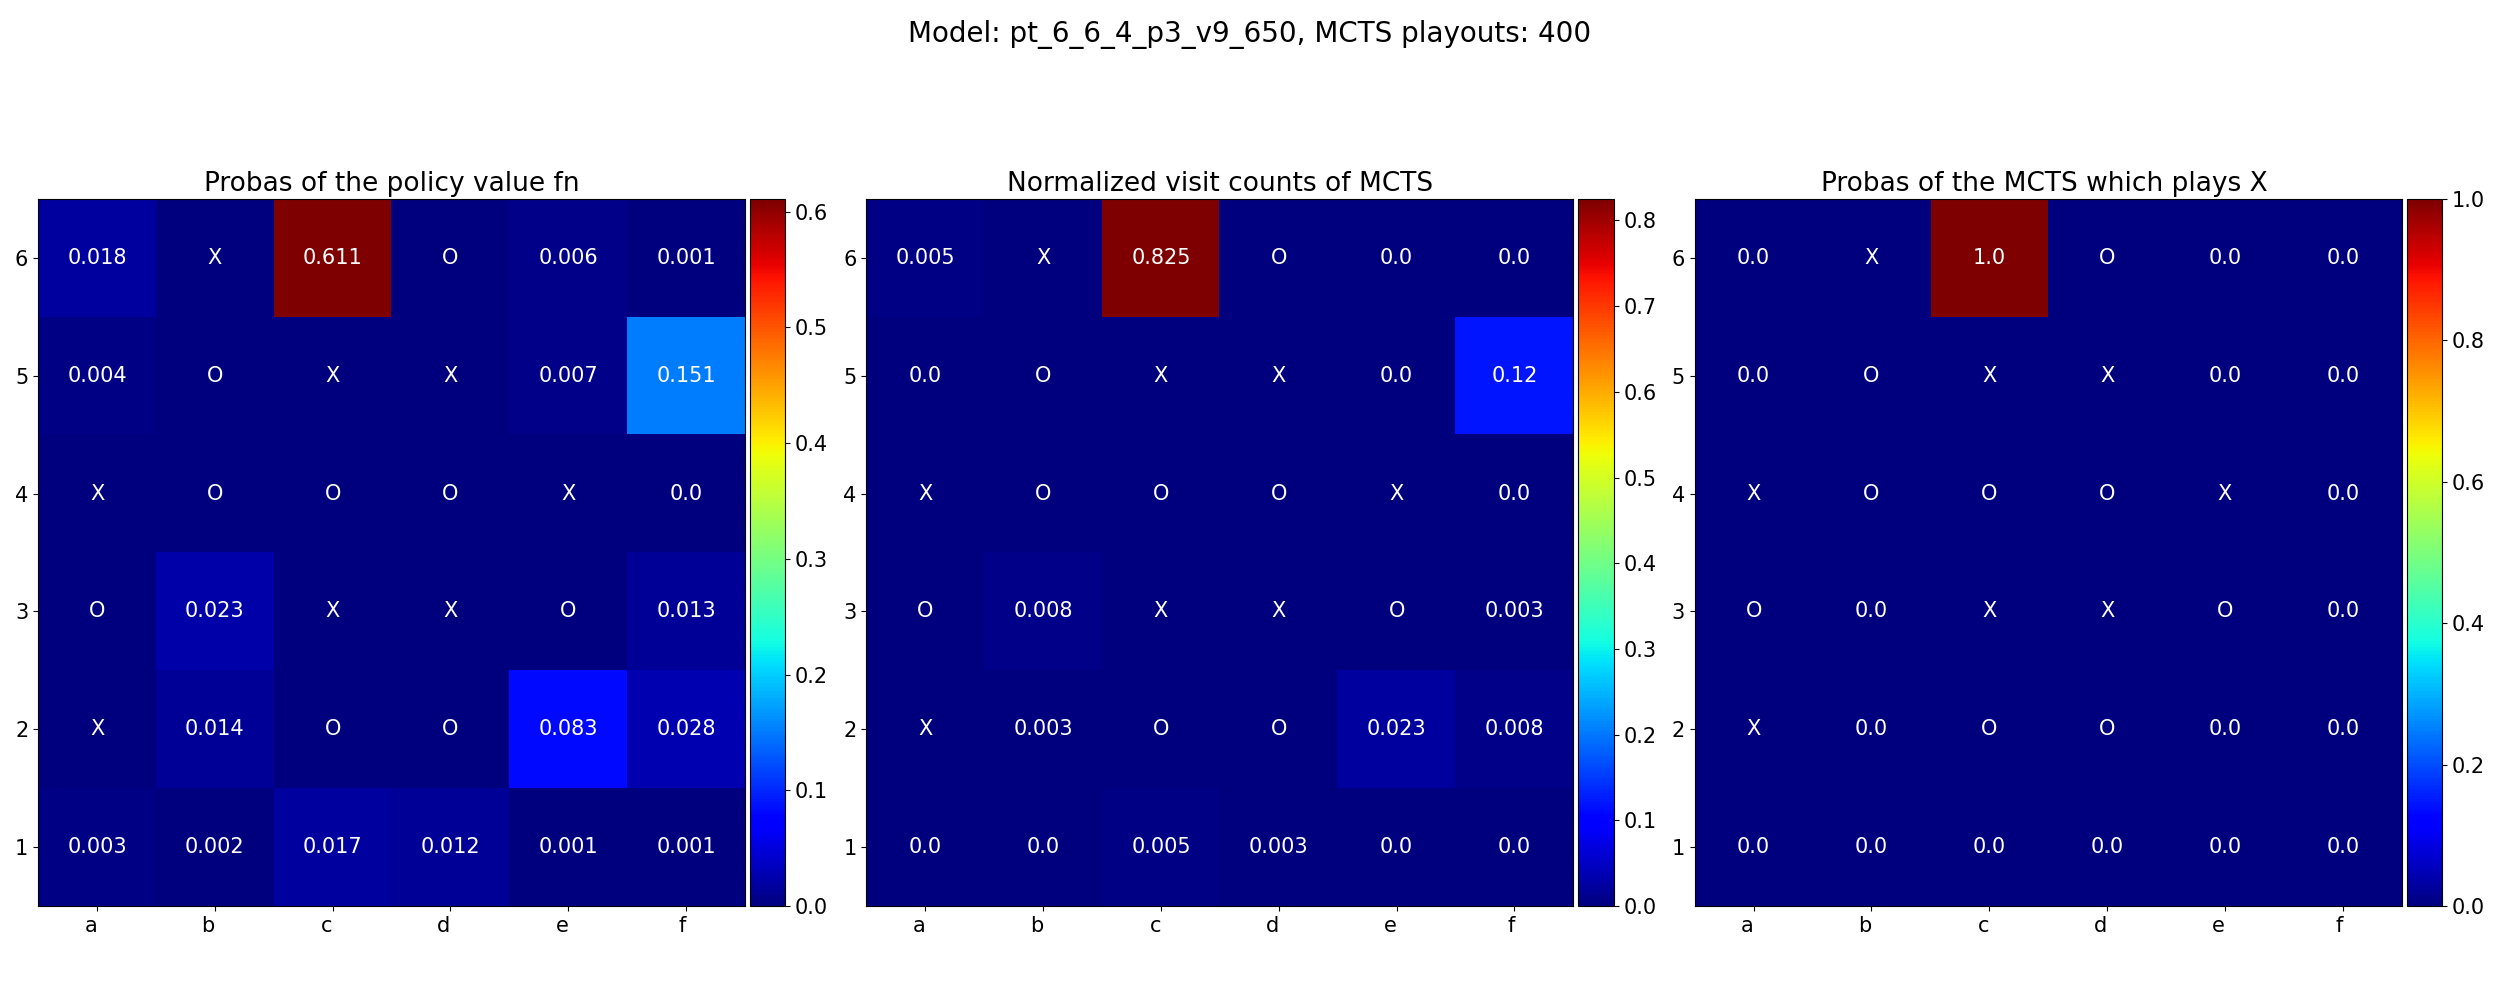 Model: pt_6_6_4_p3_v9_650, MCTS playouts: 400
Probas of the policy value fn
6 0.018 X 0.611 O 0.006 0.001
5 0.004 O X X 0.007 0.151
4 X O O O X 0.0
3 O 0.023 X X O 0.013
2 X 0.014 O O 0.083 0.028
1 0.003 0.002 0.017 0.012 0.001 0.001
a b c d e f
0.6
0.5
0.4
0.3
0.2
0.1
0.0
Normalized visit counts of MCTS
6 0.005 X 0.825 O 0.0 0.0
5 0.0 O X X 0.0 0.12
4 X O O O X 0.0
3 O 0.008 X X O 0.003
2 X 0.003 O O 0.023 0.008
1 0.0 0.0 0.005 0.003 0.0 0.0
a b c d e f
0.8
0.7
0.6
0.5
0.4
0.3
0.2
0.1
0.0
Probas of the MCTS which plays X
6 0.0 X 1.0 O 0.0 0.0
5 0.0 O X X 0.0 0.0
4 X O O O X 0.0
3 O 0.0 X X O 0.0
2 X 0.0 O O 0.0 0.0
1 0.0 0.0 0.0 0.0 0.0 0.0
a b c d e f
1.0
0.8
0.6
0.4
0.2
0.0